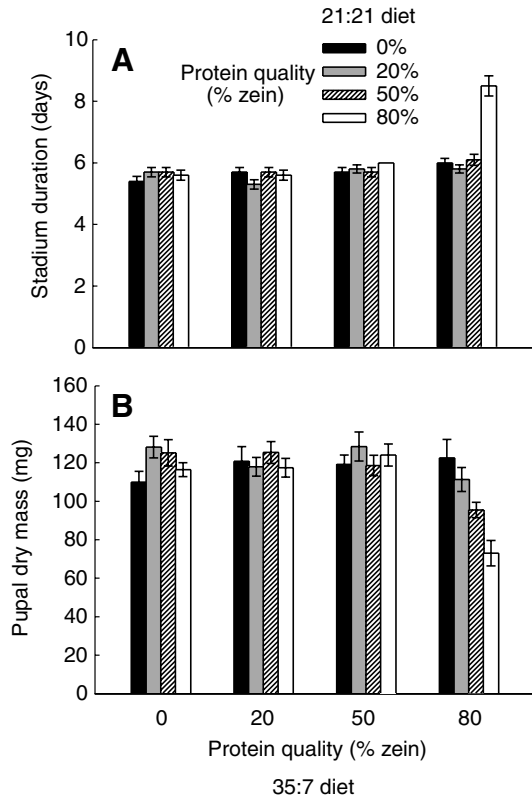 21:21 diet
Protein quality
(% zein)
0%
20%
50%
80%
A
Stadium duration (days)
10
8
6
4
2
0
B
Pupal dry mass (mg)
160
140
120
100
80
60
40
20
0
0 20 50 80
Protein quality (% zein)
35:7 diet